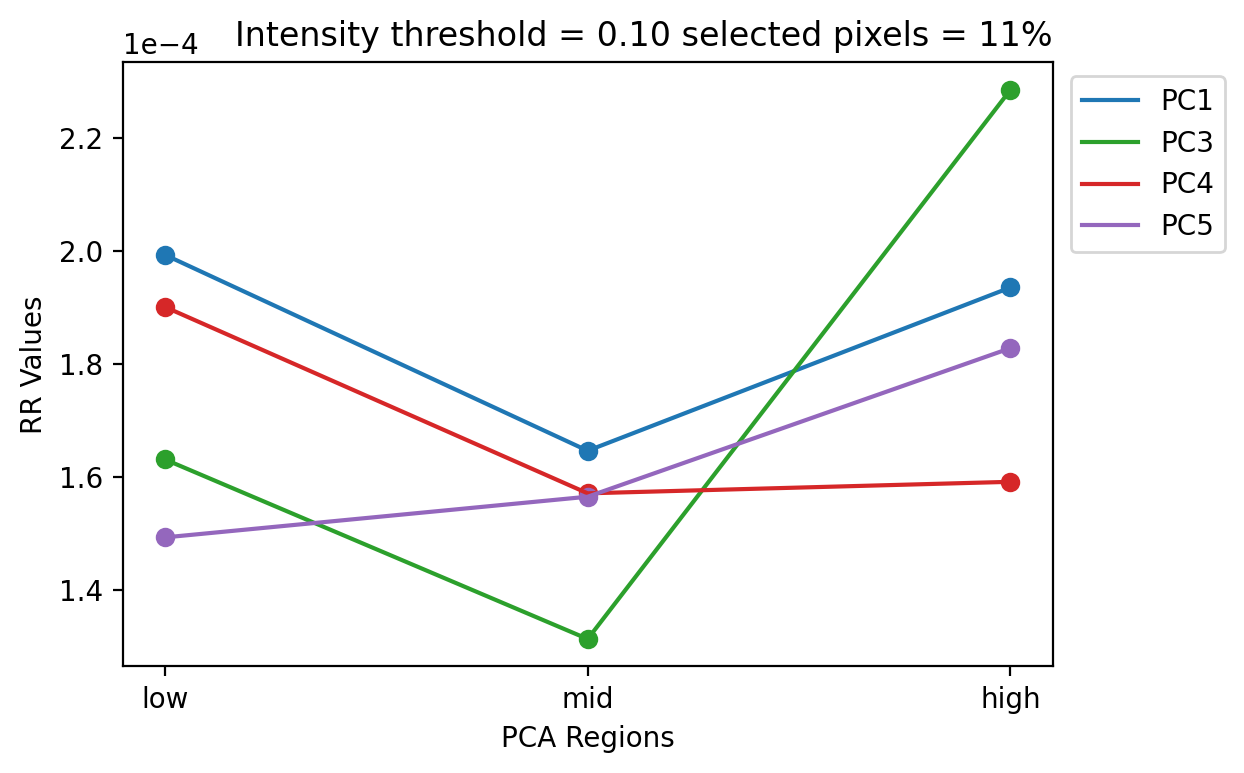 Intensity threshold = 0.10 selected pixels = 11%
1e−4
2.2
2.0
1.8
1.6
1.4
RR Values
low mid high
PCA Regions
PC1
PC3
PC4
PC5